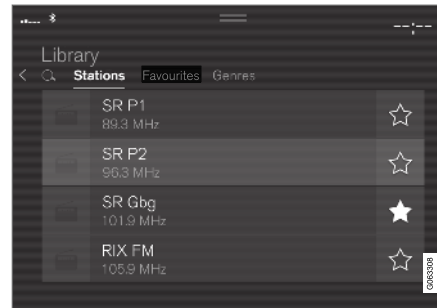 --:--
Library
Stations Favourites Genres
SR P1
89.3 MHz
SR P2
96.3 MHz
SR Gbg
101.9 MHz
RIX FM
105.9 MHz
G063308